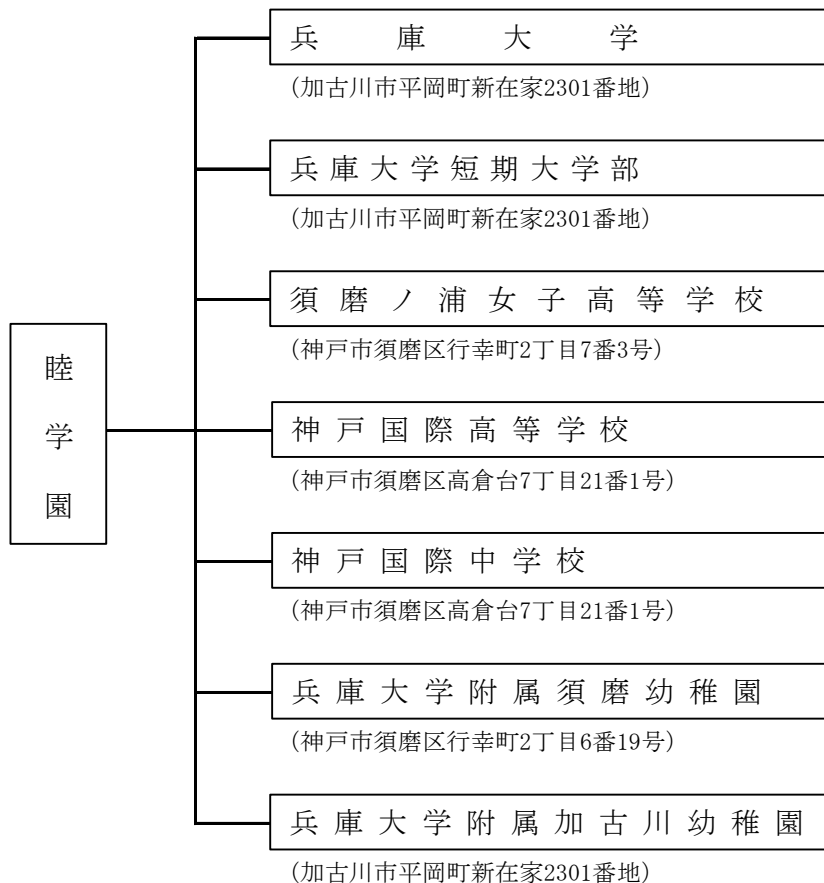 兵庫大学
(加古川市平岡町新在家2301番地)
兵庫大学短期大学部
(加古川市平岡町新在家2301番地)
須磨ノ浦女子高等学校
(神戸市須磨区行幸町2丁目7番3号)
睦学園
神戸国際高等学校
(神戸市須磨区高倉台7丁目21番1号)
神戸国際中学校
(神戸市須磨区高倉台7丁目21番1号)
兵庫大学附属須磨幼稚園
(神戸市須磨区行幸町2丁目6番19号)
兵庫大学附属加古川幼稚園
(加古川市平岡町新在家2301番地)